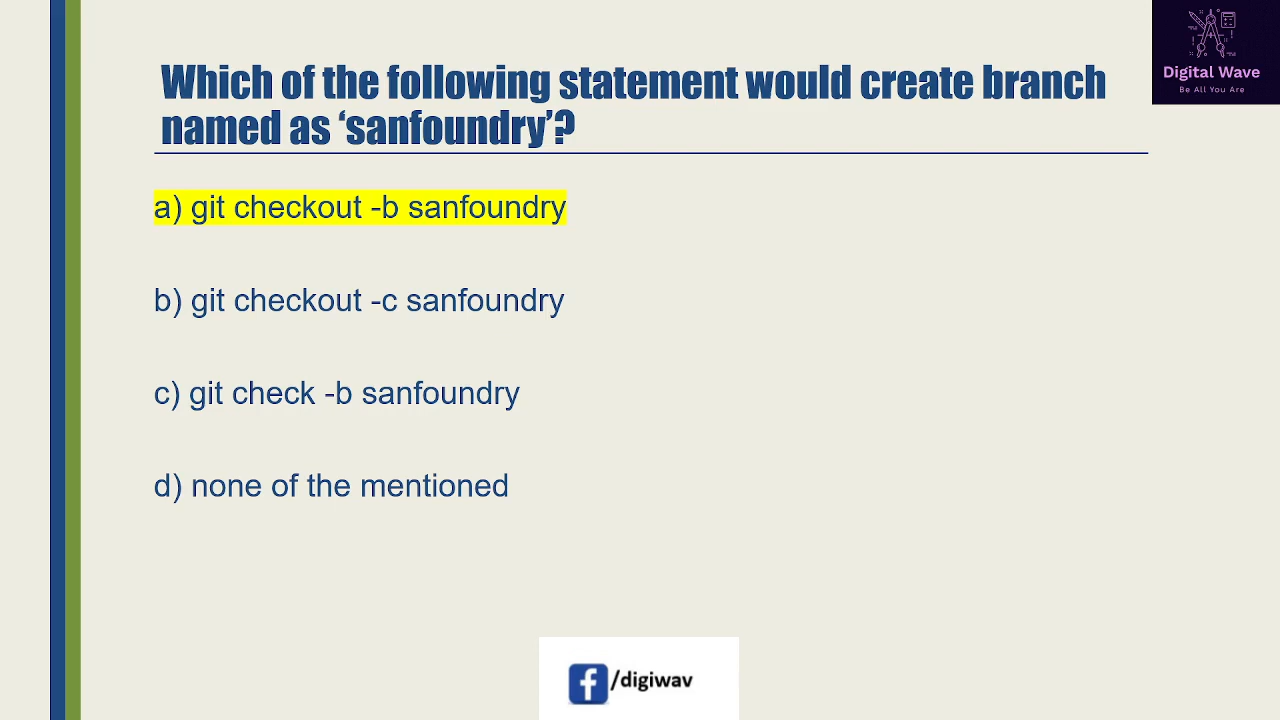 Which of the following statement would create branch
named as ‘sanfoundry’?
Digital Wave
Be All You Are
a) git checkout -b sanfoundry
b) git checkout -c sanfoundry
c) git check -b sanfoundry
d) none of the mentioned
f/digiwav